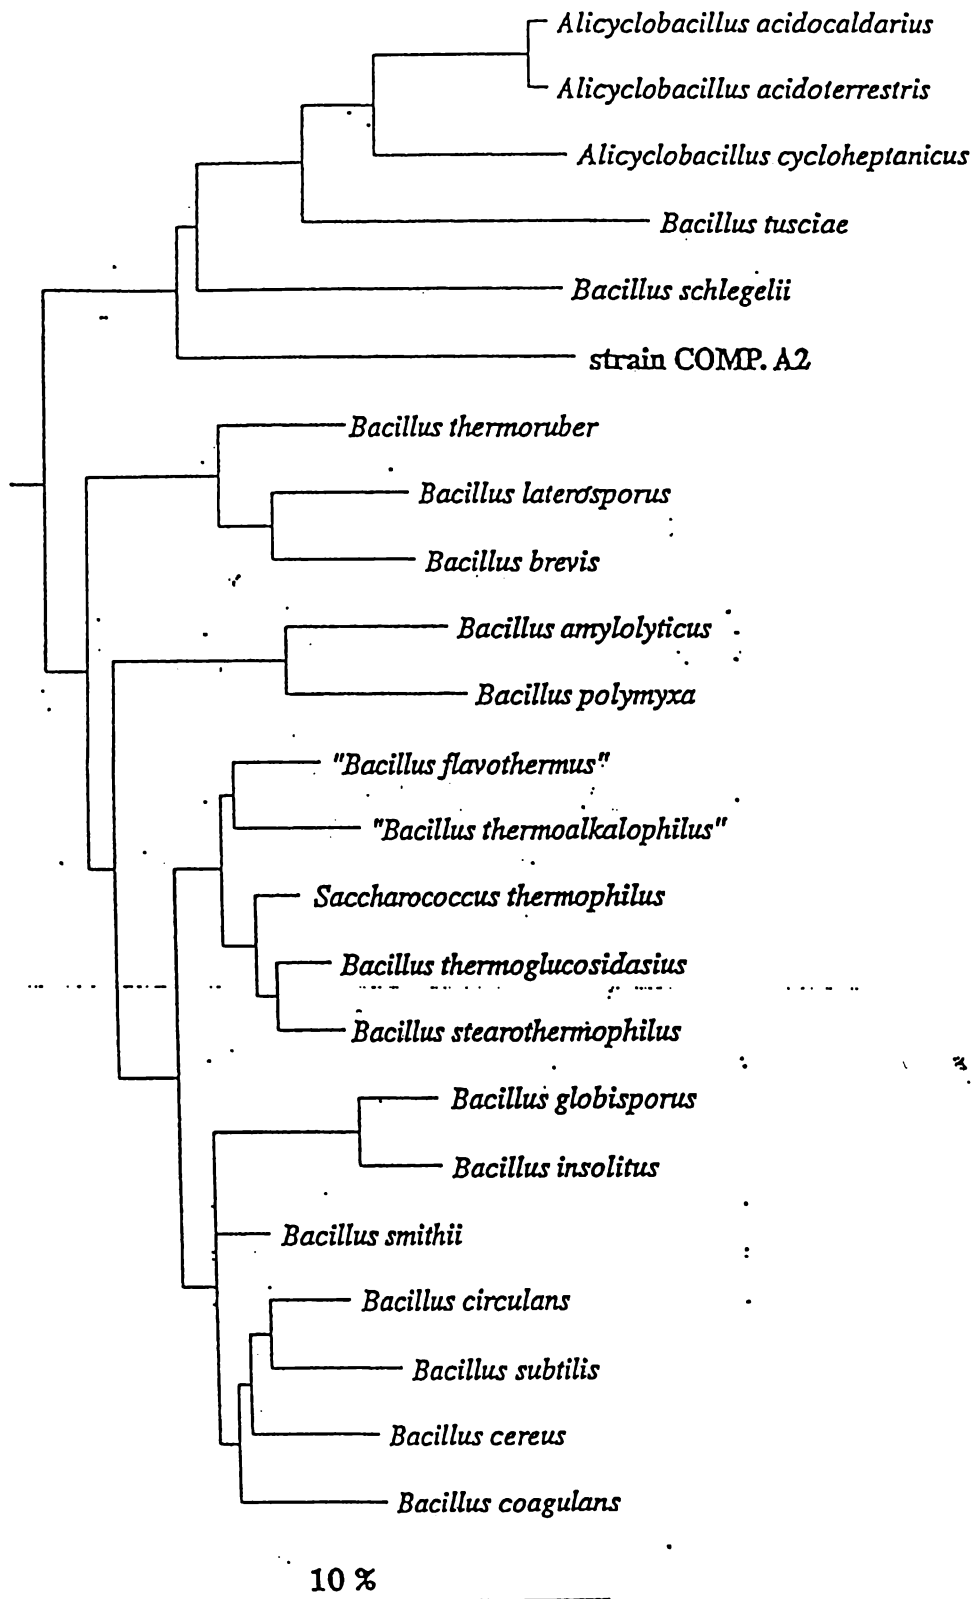 Alicyclobacillus acidocaldarius
Alicyclobacillus acidoterrestris
Alicyclobacillus cycloheptanicus
Bacillus tusciae
Bacillus schlegelii
strain COMP. A2
Bacillus thermoruber
Bacillus laterosporus
Bacillus brevis
Bacillus amylolyticus
Bacillus polymyxa
"Bacillus flavothermus"
"Bacillus thermoalkalophilus"
Saccharococcus thermophilus
Bacillus thermoglucosidasius
Bacillus stearothermophilus
Bacillus globisporus
Bacillus insolitus
Bacillus smithii
Bacillus circulans
Bacillus subtilis
Bacillus cereus
Bacillus coagulans
10 %